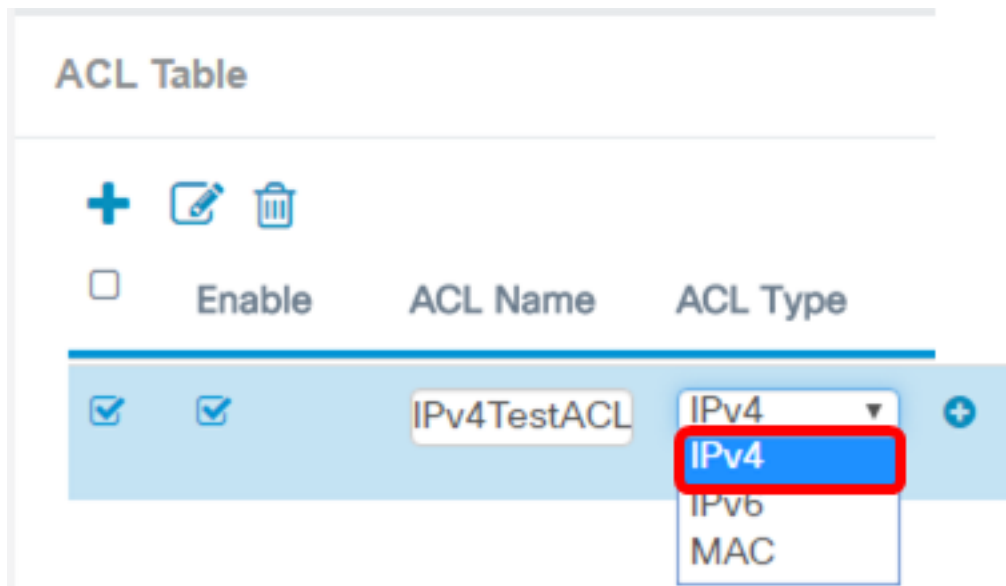 ACL Table
Enable ACL Name ACL Type
IPv4TestACL IPv4
IPv4
IPv6
MAC